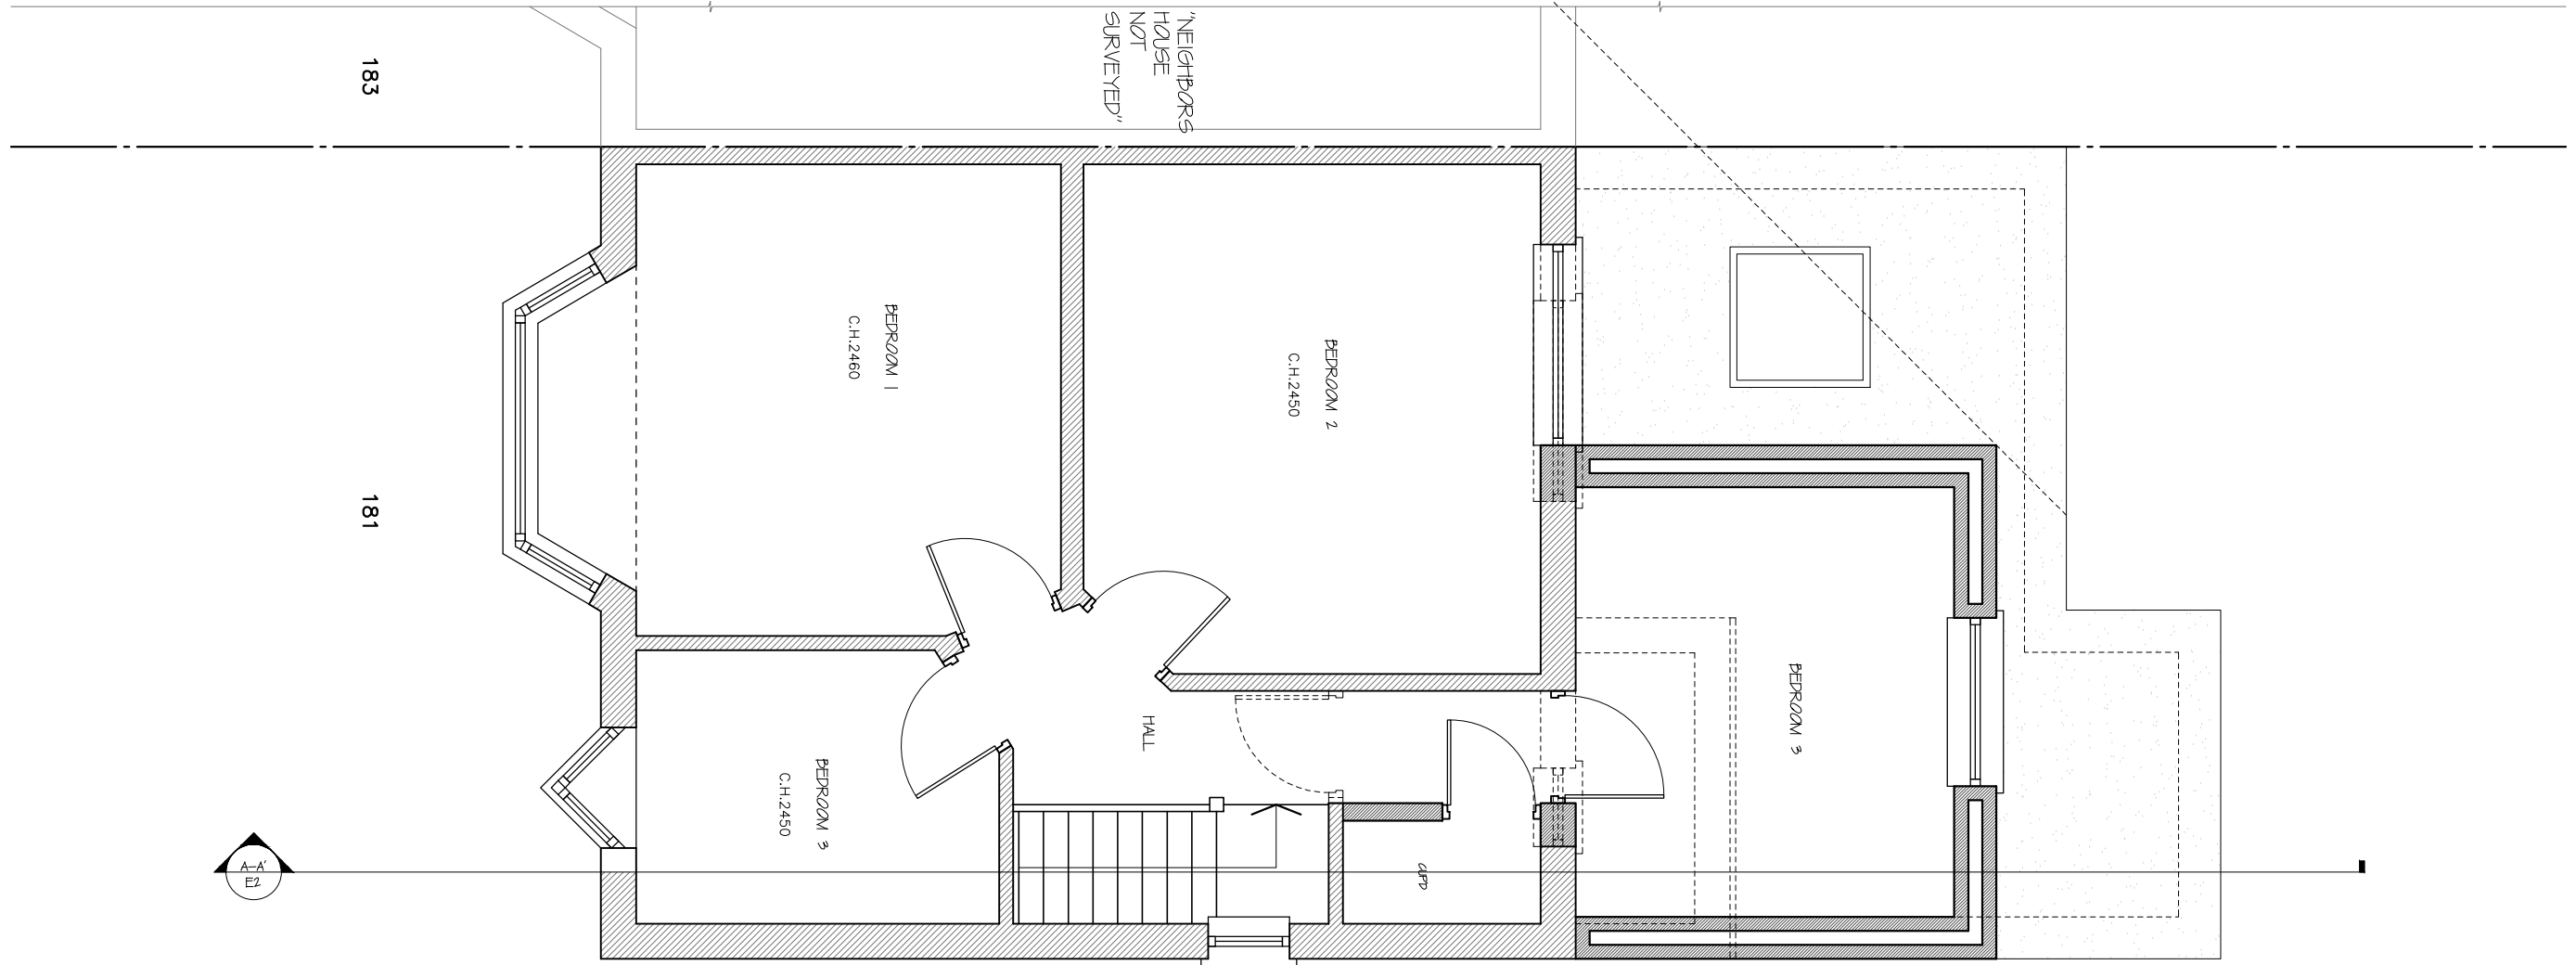 "NEIGHBORS
HOUSE
NOT
SURVEYED"
183
181
BEDROOM 1
C.H.2460
BEDROOM 2
C.H.2450
BEDROOM 3
HALL
BEDROOM 3
C.H.2450
CUPD
A-A'
E2